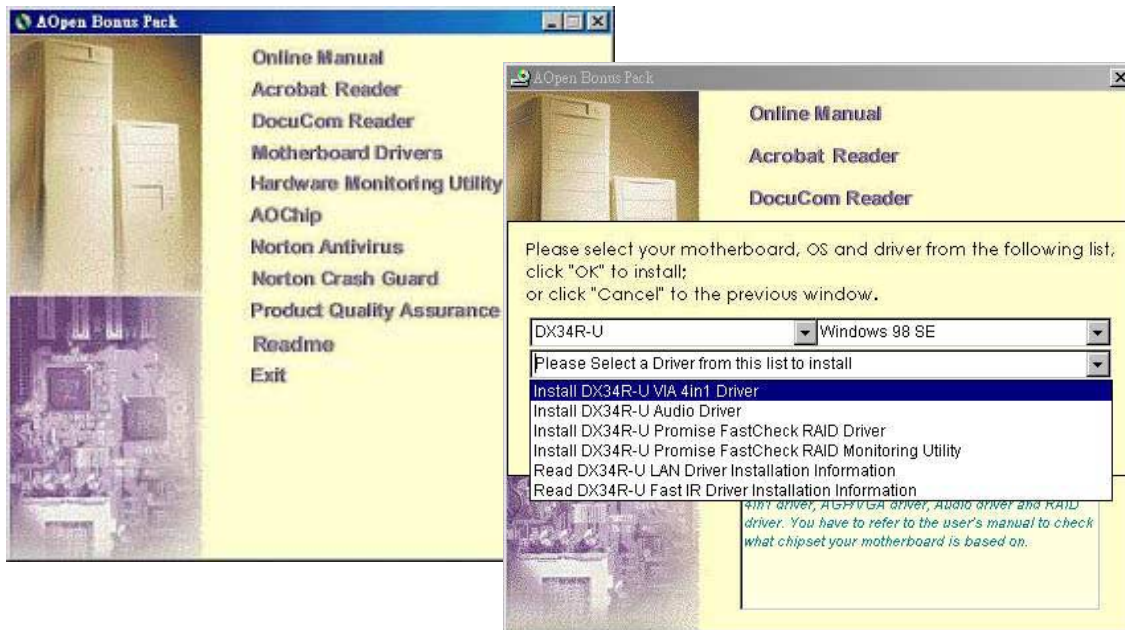 AOpen Bonus Pack
Online Manual
Acrobat Reader
DocuCom Reader
Motherboard Drivers
Hardware Monitoring Utility
AOChip
Norton Antivirus
Norton Crash Guard
Product Quality Assurance
Readme
Exit
AOpen Bonus Pack
Online Manual
Acrobat Reader
DocuCom Reader
Please select your motherboard, OS and driver from the following list,
click "OK" to install;
or click "Cancel" to the previous window.
DX34R-U Windows 98 SE
Please Select a Driver from this list to install
Install DX34R-U VIA 4in1 Driver
Install DX34R-U Audio Driver
Install DX34R-U Promise FastCheck RAID Driver
Install DX34R-U Promise FastCheck RAID Monitoring Utility
Read DX34R-U LAN Driver Installation Information
Read DX34R-U Fast IR Driver Installation Information
4in1 driver, AGP/VGA driver, Audio driver and RAID
driver. You have to refer to the user's manual to check
what chipset your motherboard is based on.